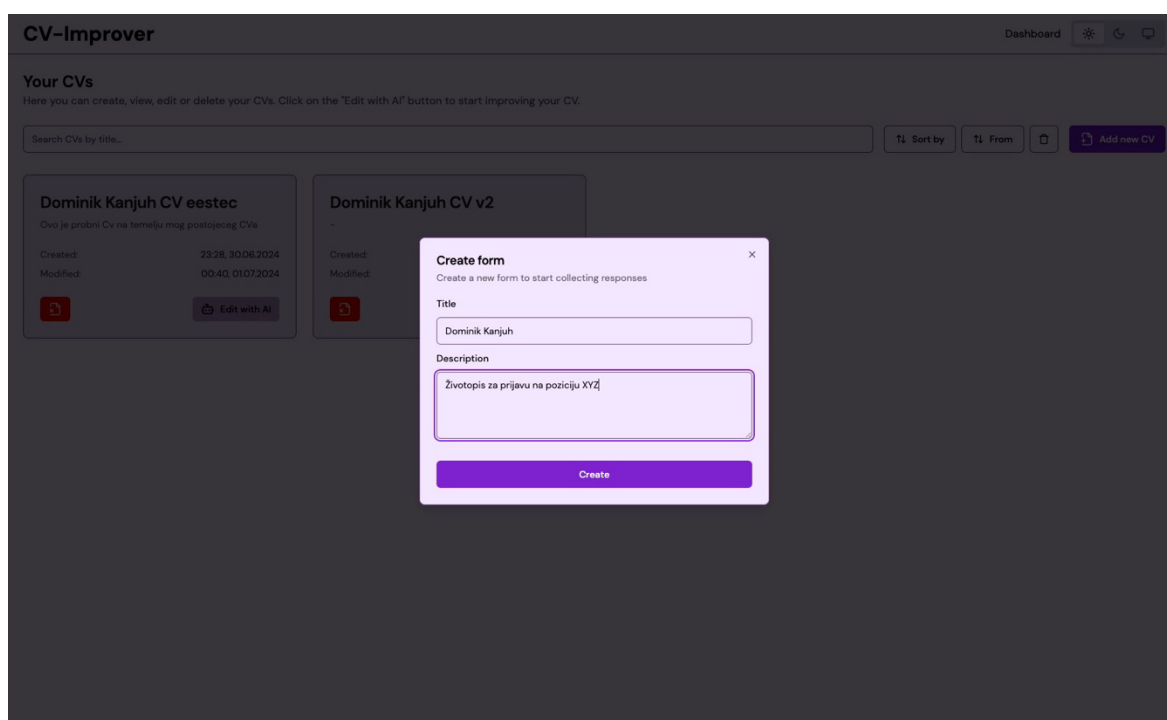 CV-Improver
Dashboard
Your CVs
Here you can create, view, edit or delete your CVs. Click on the "Edit with AI" button to start improving your CV.
Search CVs by title...
Sort by
From
Add new CV
Dominik Kanjuh CV eestec
Ovo je probni Cv na temelju mog postojeceg CVa
Created: 23:28, 30.06.2024
Modified: 00:40, 01.07.2024
Edit with AI
Dominik Kanjuh CV v2
-
Created:
Modified:
Create form
Create a new form to start collecting responses
Title
Dominik Kanjuh
Description
Životopis za prijavu na poziciju XYZ
Create